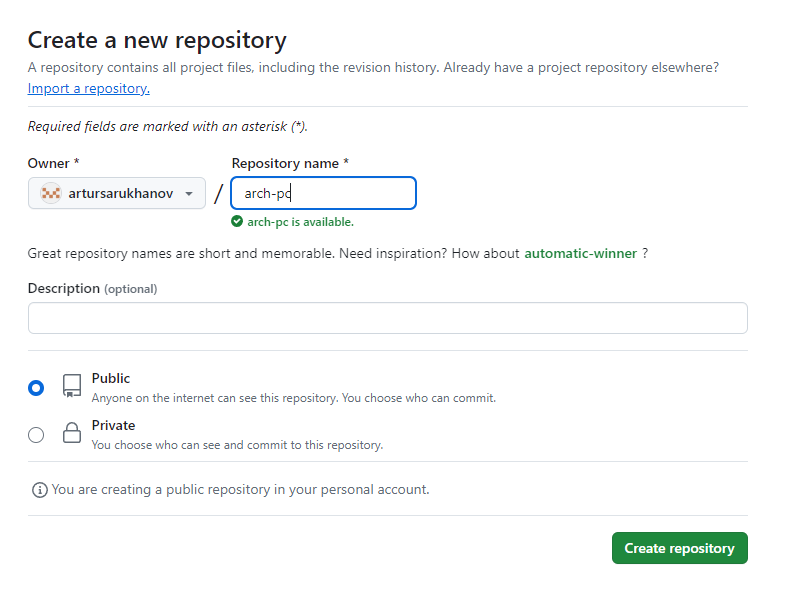 Create a new repository
A repository contains all project files, including the revision history. Already have a project repository elsewhere?
Import a repository.
Required fields are marked with an asterisk (*).
Owner *
Repository name *
artursarukhanov
/
arch-pc
arch-pc is available.
Great repository names are short and memorable. Need inspiration? How about automatic-winner ?
Description (optional)
Public
Anyone on the internet can see this repository. You choose who can commit.
Private
You choose who can see and commit to this repository.
You are creating a public repository in your personal account.
Create repository